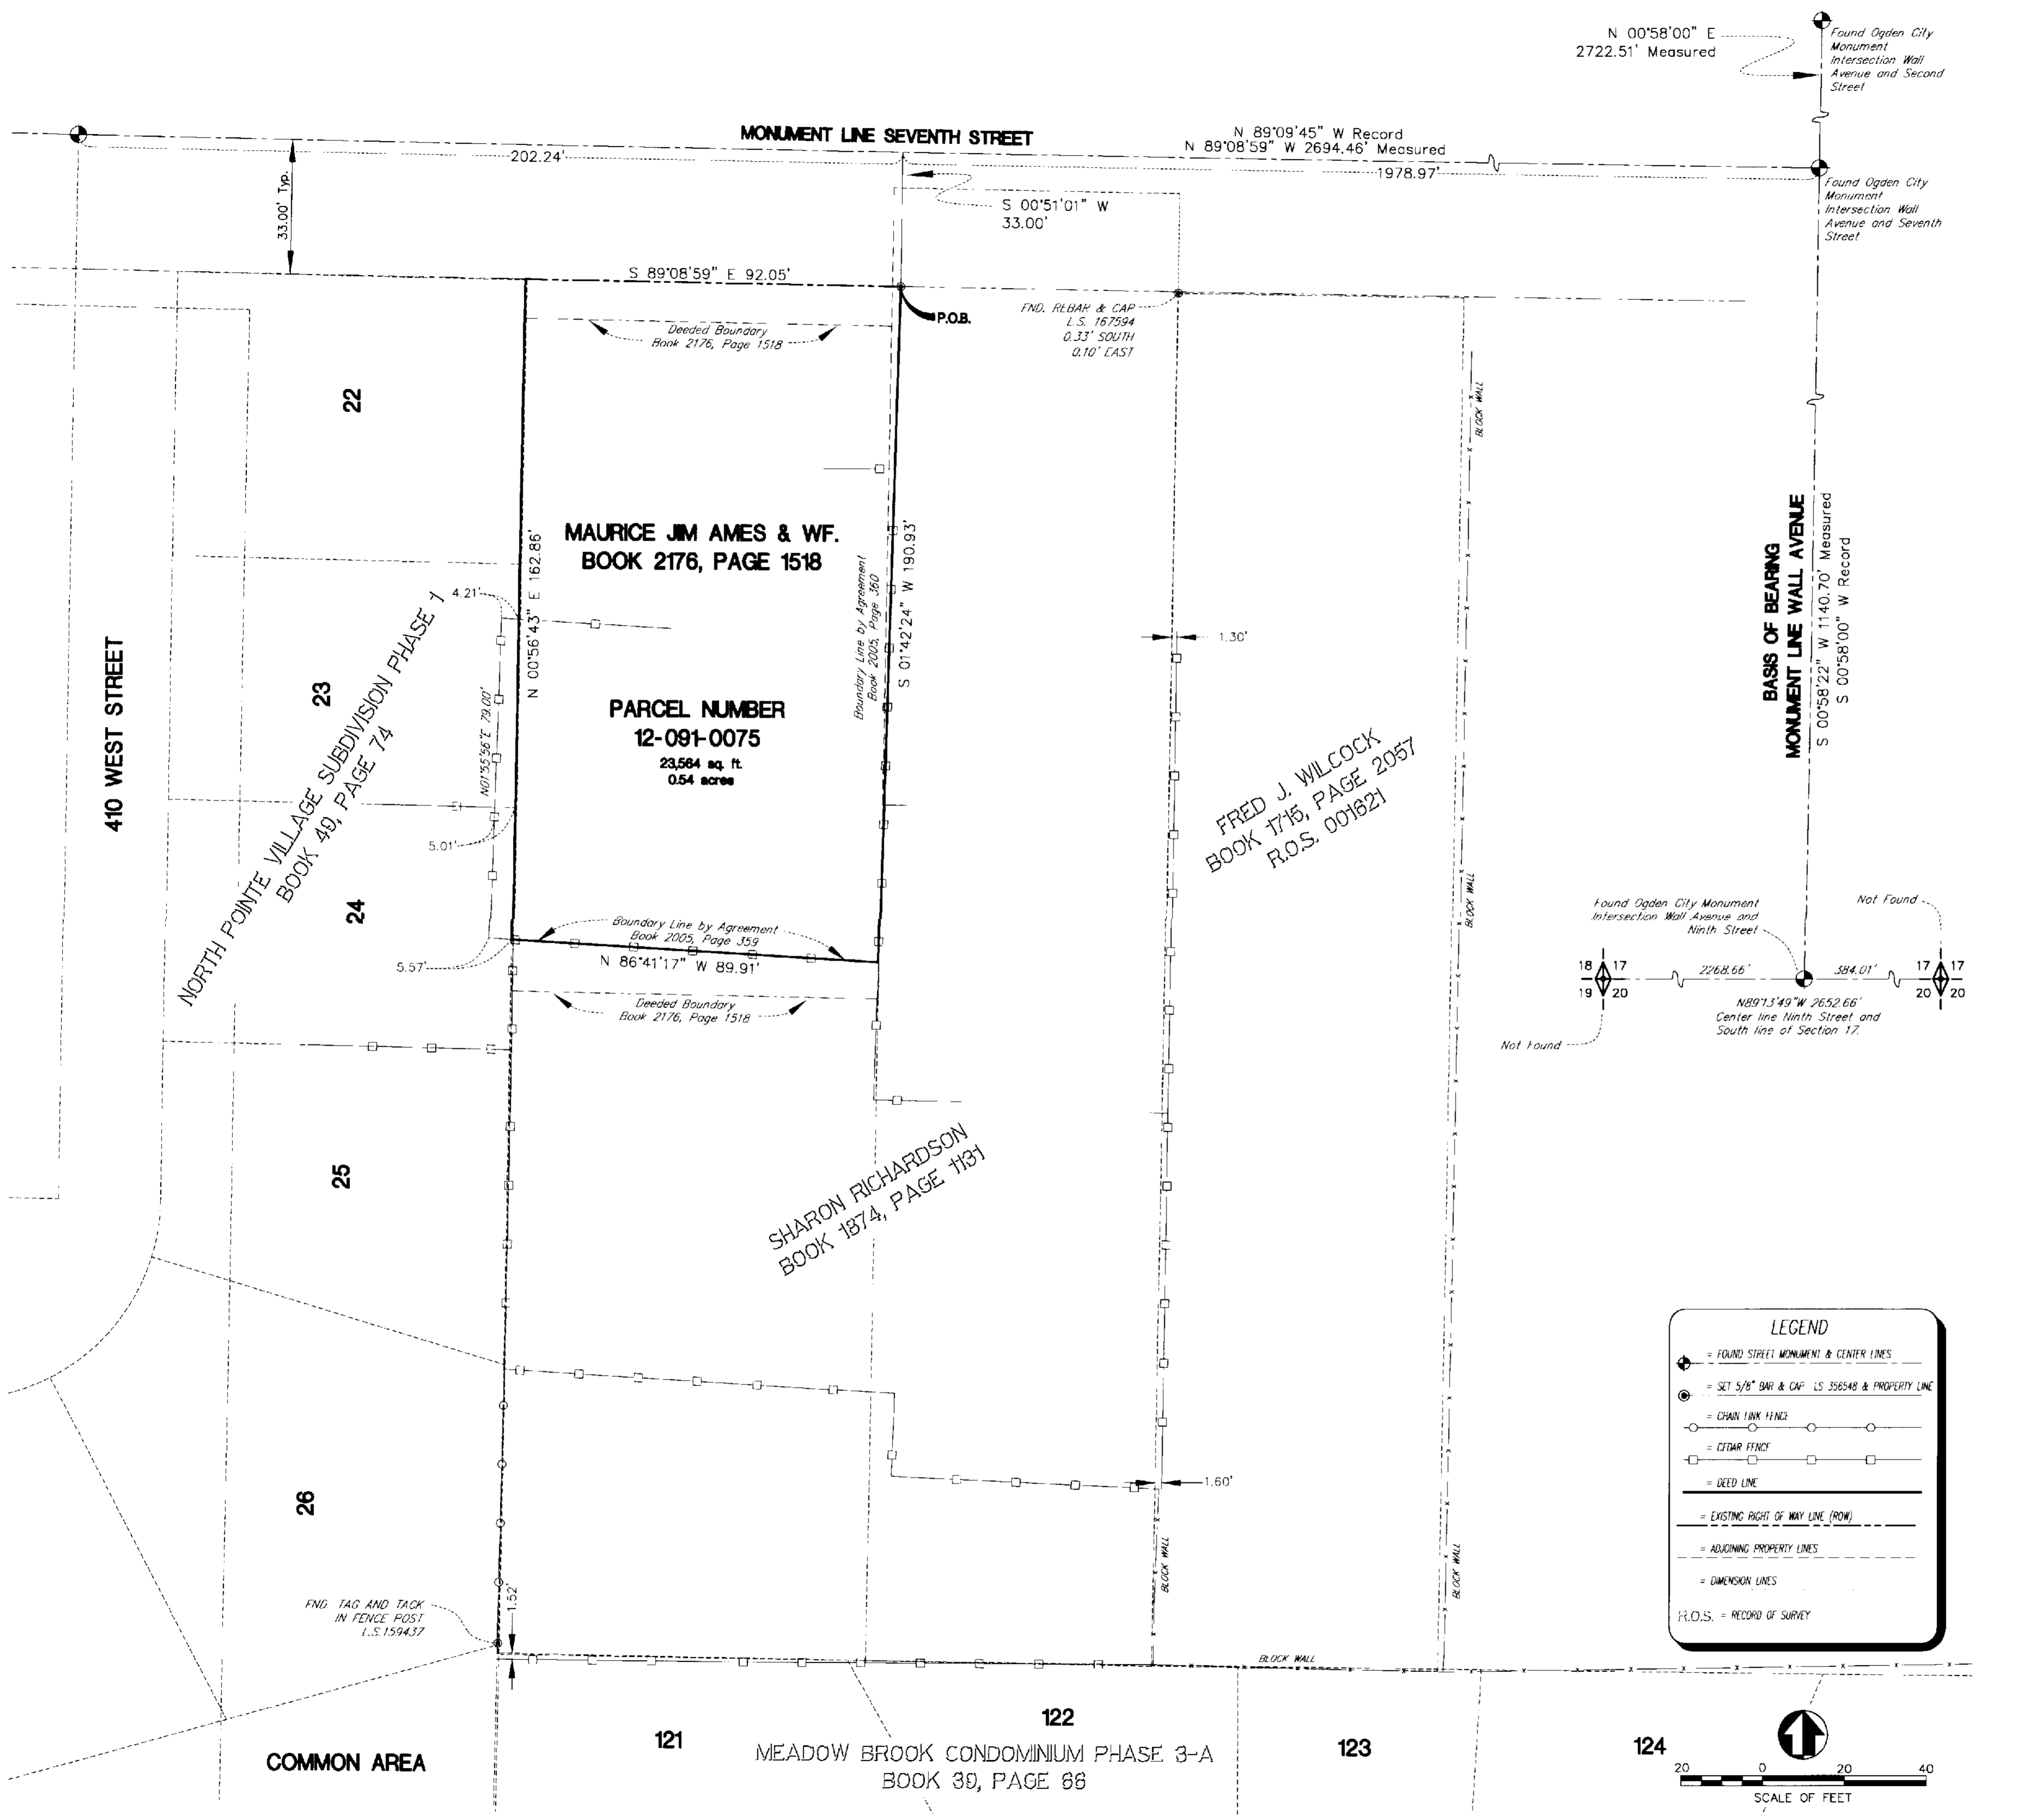 N 00°58'00" E
2722.51' Measured
Found Ogden City
Monument
Intersection Wall
Avenue and Second
Street
MONUMENT LINE SEVENTH STREET
N 89°09'45" W Record
N 89°08'59" W 2694.46' Measured
202.24'
1978.97'
33.00' Typ.
S 00°51'01" W
33.00'
Found Ogden City
Monument
Intersection Wall
Avenue and Seventh
Street
S 89°08'59" E 92.05'
P.O.B.
FND. REBAR & CAP
L.S. 167594
0.33' SOUTH
0.10' EAST
Deeded Boundary
Book 2176, Page 1518
22
BLOCK WALL
MAURICE JIM AMES & WF.
BOOK 2176, PAGE 1518
N 00°56'43" E 162.86'
Boundary Line by Agreement
Book 2005, Page 360
S 01°42'24" W 190.93'
4.21'
1.30'
410 WEST STREET
23
NORTH POINTE VILLAGE SUBDIVISION PHASE 1
BOOK 49, PAGE 74
N01°55'56"E 79.00'
PARCEL NUMBER
12-091-0075
23,564 sq. ft.
0.54 acres
BASIS OF BEARING
MONUMENT LINE WALL AVENUE
S 00°58'22" W 1140.70' Measured
S 00°58'00" W Record
FRED J. WILCOCK
BOOK 1715, PAGE 2057
R.O.S. 001621
5.01'
24
BLOCK WALL
Boundary Line by Agreement
Book 2005, Page 359
N 86°41'17" W 89.91'
5.57'
Deeded Boundary
Book 2176, Page 1518
Found Ogden City Monument
Intersection Wall Avenue and
Ninth Street
Not Found
18 17
19 20
2268.66'
384.01'
17 17
20 20
N89°13'49"W 2652.66'
Center line Ninth Street and
South line of Section 17.
Not Found
25
SHARON RICHARDSON
BOOK 1874, PAGE 1131
26
1.60'
BLOCK WALL
BLOCK WALL
FND. TAG AND TACK
IN FENCE POST
L.S.159437
1.52'
BLOCK WALL
LEGEND
= FOUND STREET MONUMENT & CENTER LINES
= SET 5/8" BAR & CAP LS 356548 & PROPERTY LINE
= CHAIN LINK FENCE
= CEDAR FENCE
= DEED LINE
= EXISTING RIGHT OF WAY LINE (ROW)
= ADJOINING PROPERTY LINES
= DIMENSION LINES
R.O.S. = RECORD OF SURVEY
COMMON AREA
121
122
123
124
MEADOW BROOK CONDOMINIUM PHASE 3-A
BOOK 39, PAGE 66
20 0 20 40
SCALE OF FEET